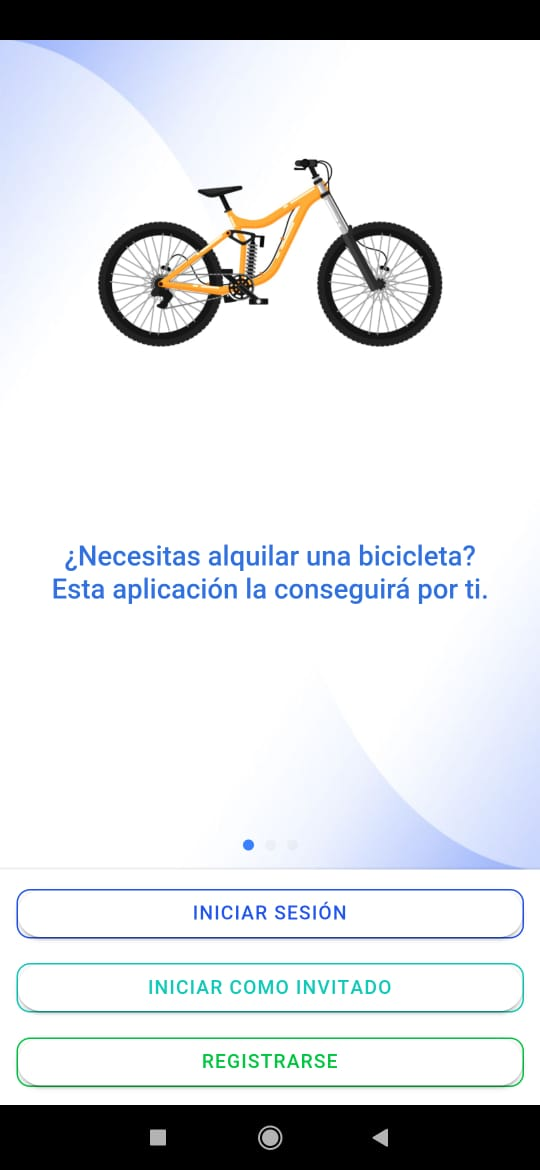 ¿Necesitas alquilar una bicicleta?
Esta aplicación la conseguirá por ti.
INICIAR SESIÓN
INICIAR COMO INVITADO
REGISTRARSE